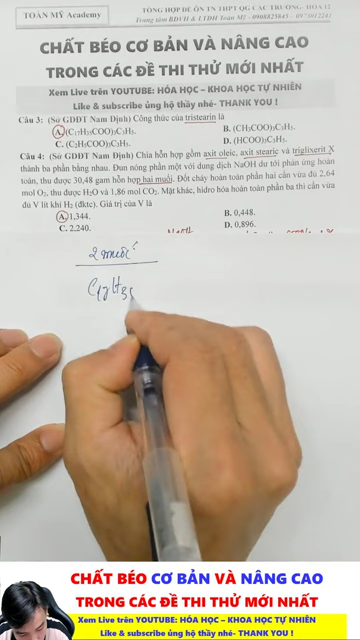 TOÁN MỸ Academy
TỔNG HỢP ĐỀ ÔN TN THPT QG CÁC TRƯỜNG - HÓA 12
Trung tâm BDVH & LTĐH Toán Mỹ - 0908825845 - 0973012241
CHẤT BÉO CƠ BẢN VÀ NÂNG CAO
TRONG CÁC ĐỀ THI THỬ MỚI NHẤT
Xem Live trên YOUTUBE: HÓA HỌC – KHOA HỌC TỰ NHIÊN
Like & subscribe ủng hộ thầy nhé- THANK YOU !
Câu 3: (Sở GDĐT Nam Định) Công thức của tristearin là
A. (C17H35COO)3C3H5. B. (CH3COO)3C3H5.
C. (C2H5COO)3C3H5. D. (HCOO)3C3H5.
Câu 4: (Sở GDĐT Nam Định) Chia hỗn hợp gồm axit oleic, axit stearic và triglixerit X
thành ba phần bằng nhau. Đun nóng phần một với dung dịch NaOH dư tới phản ứng hoàn
toàn, thu được 30,48 gam hỗn hợp hai muối. Đốt cháy hoàn toàn phần hai cần vừa đủ 2,64
mol O2, thu được H2O và 1,86 mol CO2. Mặt khác, hiđro hóa hoàn toàn phần ba thì cần vừa
đủ V lít khí H2 (đktc). Giá trị của V là
A. 1,344. B. 0,448.
C. 2,240. D. 0,896.
2 muối
C17H35
CHẤT BÉO CƠ BẢN VÀ NÂNG CAO
TRONG CÁC ĐỀ THI THỬ MỚI NHẤT
Xem Live trên YOUTUBE: HÓA HỌC – KHOA HỌC TỰ NHIÊN
Like & subscribe ủng hộ thầy nhé- THANK YOU !